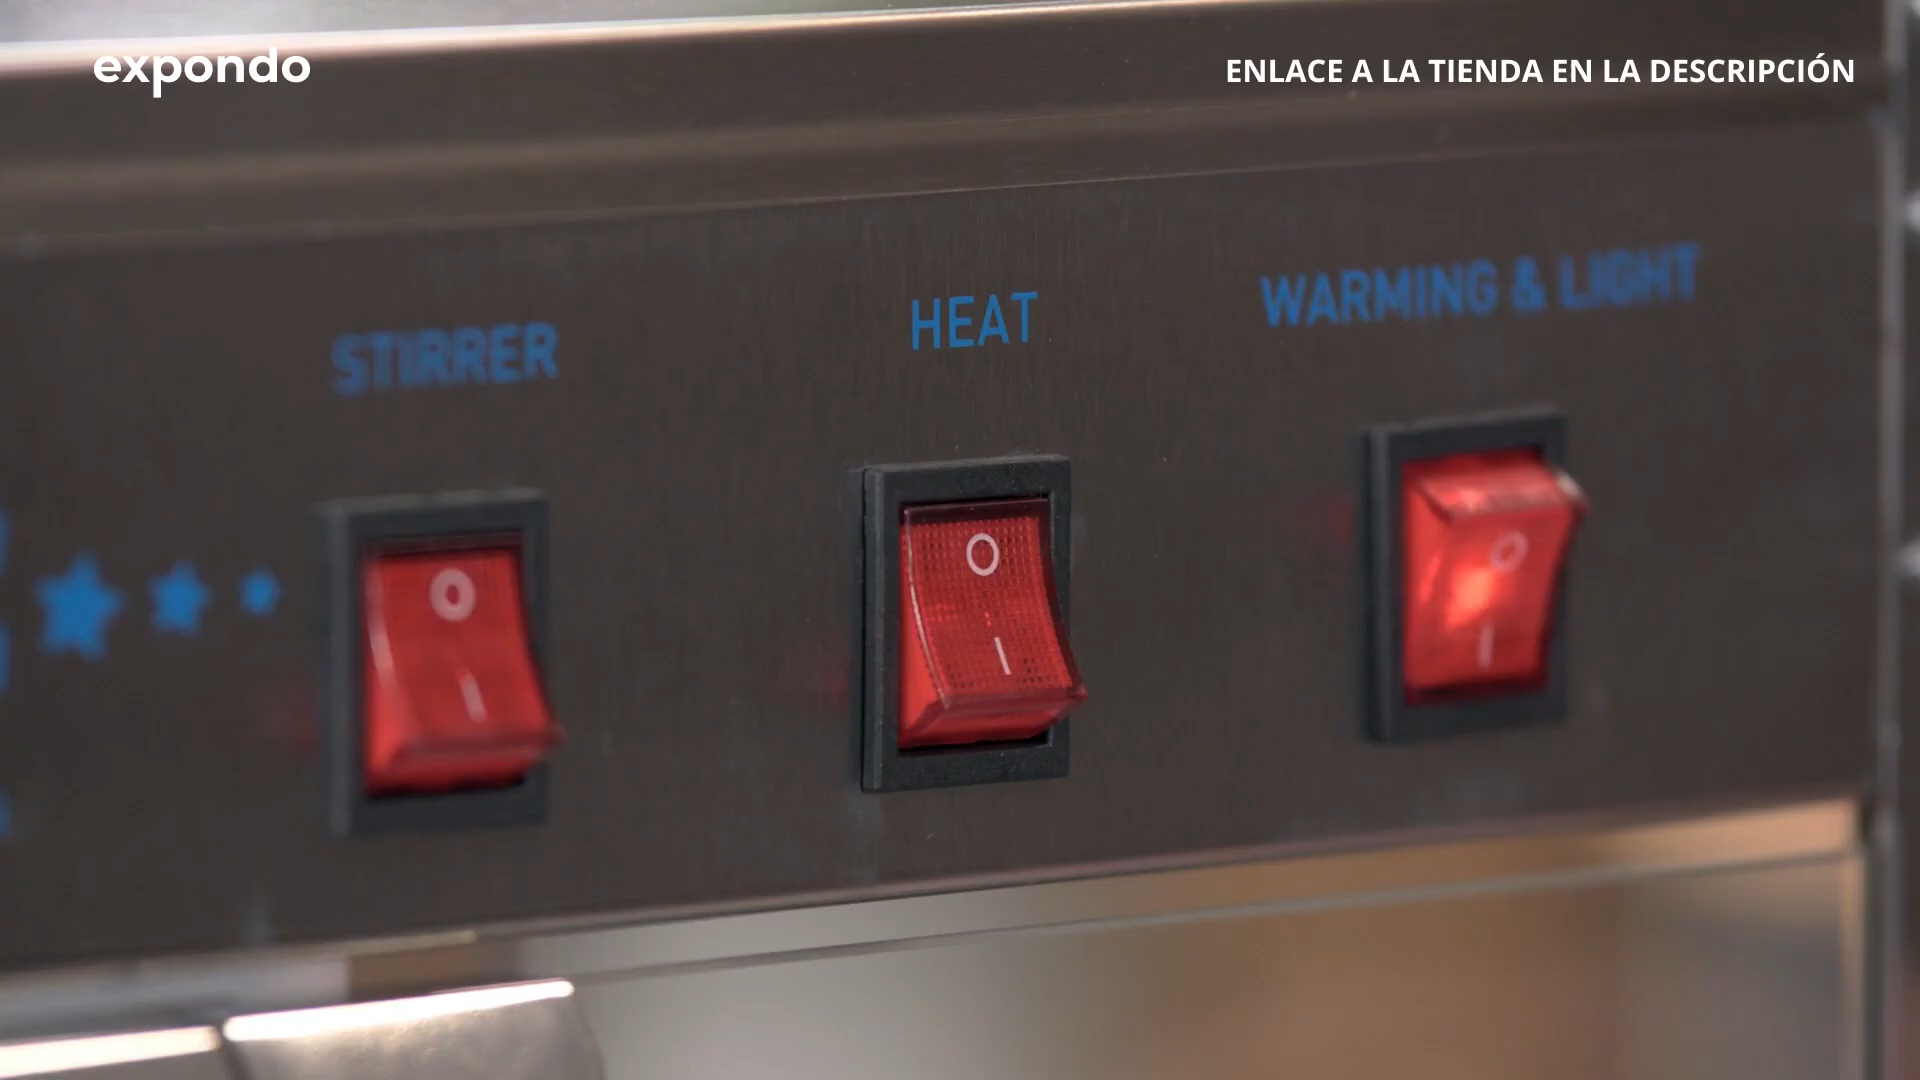 expondo
ENLACE A LA TIENDA EN LA DESCRIPCIÓN
STIRRER
HEAT
WARMING & LIGHT
O
I
O
I
O
I